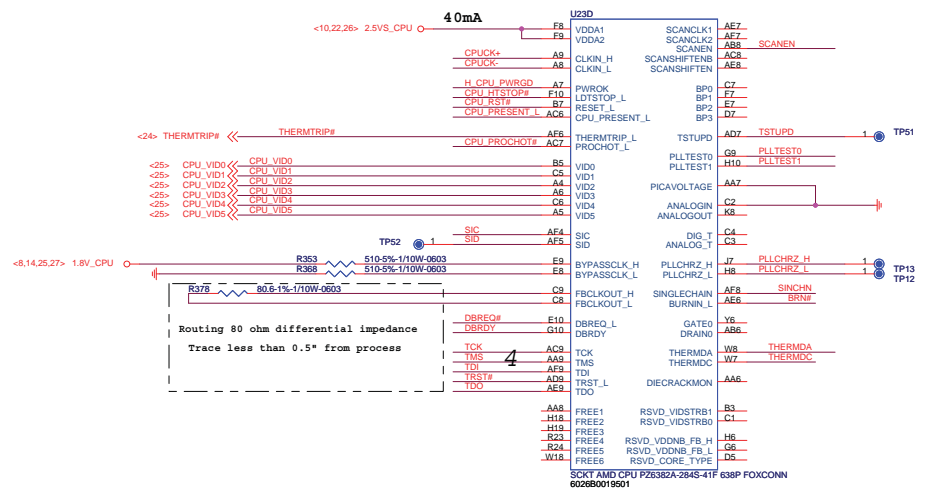 40mA
U23D
<10,22,26> 2.5VS_CPU
F8 VDDA1 SCANCLK1 AE7
F9 VDDA2 SCANCLK2 AF7
SCANEN AB8 SCANEN
CPUCK+ A9 CLKIN_H SCANSHIFTENB AC8
CPUCK- A8 CLKIN_L SCANSHIFTEN AE8
H_CPU_PWRGD A7 PWROK BP0 C7
CPU_HTSTOP# F10 LDTSTOP_L BP1 F7
CPU_RST# B7 RESET_L BP2 E7
CPU_PRESENT_L AC6 CPU_PRESENT_L BP3 D7
<24> THERMTRIP# THERMTRIP# AF6 THERMTRIP_L TSTUPD AD7 TSTUPD 1 TP51
CPU_PROCHOT# AC7 PROCHOT_L
PLLTEST0 G9 PLLTEST0
PLLTEST1 H10 PLLTEST1
<25> CPU_VID0 CPU_VID0 B5 VID0
<25> CPU_VID1 CPU_VID1 C5 VID1
<25> CPU_VID2 CPU_VID2 A4 VID2 PICAVOLTAGE AA7
<25> CPU_VID3 CPU_VID3 A6 VID3
<25> CPU_VID4 CPU_VID4 C6 VID4 ANALOGIN C2
<25> CPU_VID5 CPU_VID5 A5 VID5 ANALOGOUT K8
SIC AF4 SIC DIG_T C4
TP52 1 SID AF5 SID ANALOG_T C3
<6,14,25,27> 1.8V_CPU R353 510-5%-1/10W-0603 E9 BYPASSCLK_H PLLCHRZ_H J7 PLLCHRZ_H 1 TP13
R368 510-5%-1/10W-0603 E8 BYPASSCLK_L PLLCHRZ_L H8 PLLCHRZ_L 1 TP12
R378 80.6-1%-1/10W-0603 C9 FBCLKOUT_H SINGLECHAIN AF8 SINCHN
C8 FBCLKOUT_L BURNIN_L AE6 BRN#
Routing 80 ohm differential impedance
Trace less than 0.5" from process
DBREQ# E10 DBREQ_L GATE0 Y6
DBRDY G10 DBRDY DRAIN0 AB6
TCK AC9 TCK THERMDA W8 THERMDA
TMS 4 AA9 TMS THERMDC W7 THERMDC
TDI AF9 TDI
TRST# AD9 TRST_L DIECRACKMON AA6
TDO AE9 TDO
AA8 FREE1 RSVD_VIDSTRB1 B3
H18 FREE2 RSVD_VIDSTRB0 C1
H19 FREE3
R23 FREE4 RSVD_VDDNB_FB_H H6
R24 FREE5 RSVD_VDDNB_FB_L G6
W18 FREE6 RSVD_CORE_TYPE D5
SCKT AMD CPU PZ6382A-284S-41F 638P FOXCONN
6026B0019501